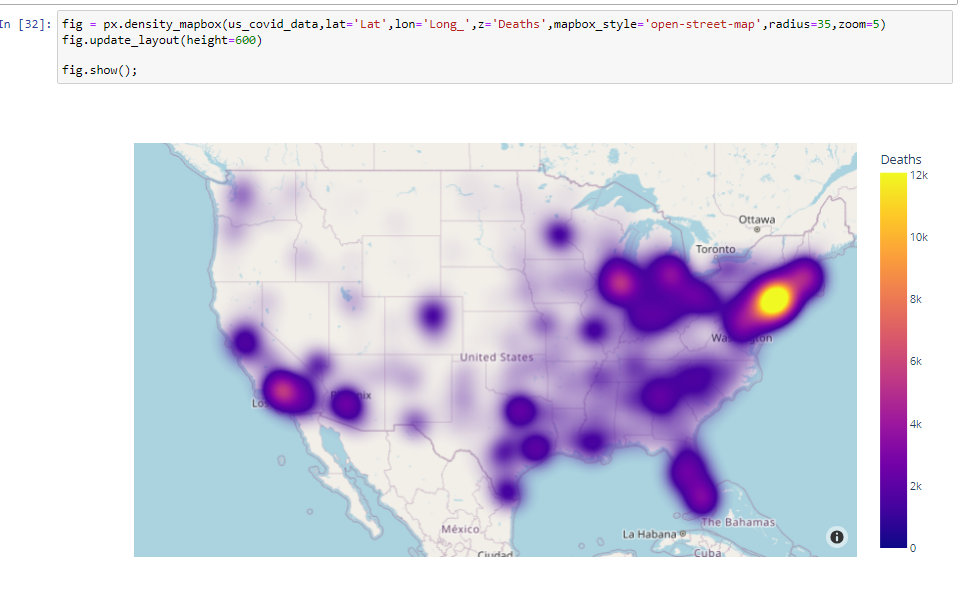 In [32]: fig = px.density_mapbox(us_covid_data,lat='Lat',lon='Long_',z='Deaths',mapbox_style='open-street-map',radius=35,zoom=5)
fig.update_layout(height=600)
fig.show();
Deaths
12k
Ottawa
Toronto
10k
8k
Washington
United States
6k
Phoenix
4k
2k
The Bahamas
México
La Habana
Ciudad
Cuba
0